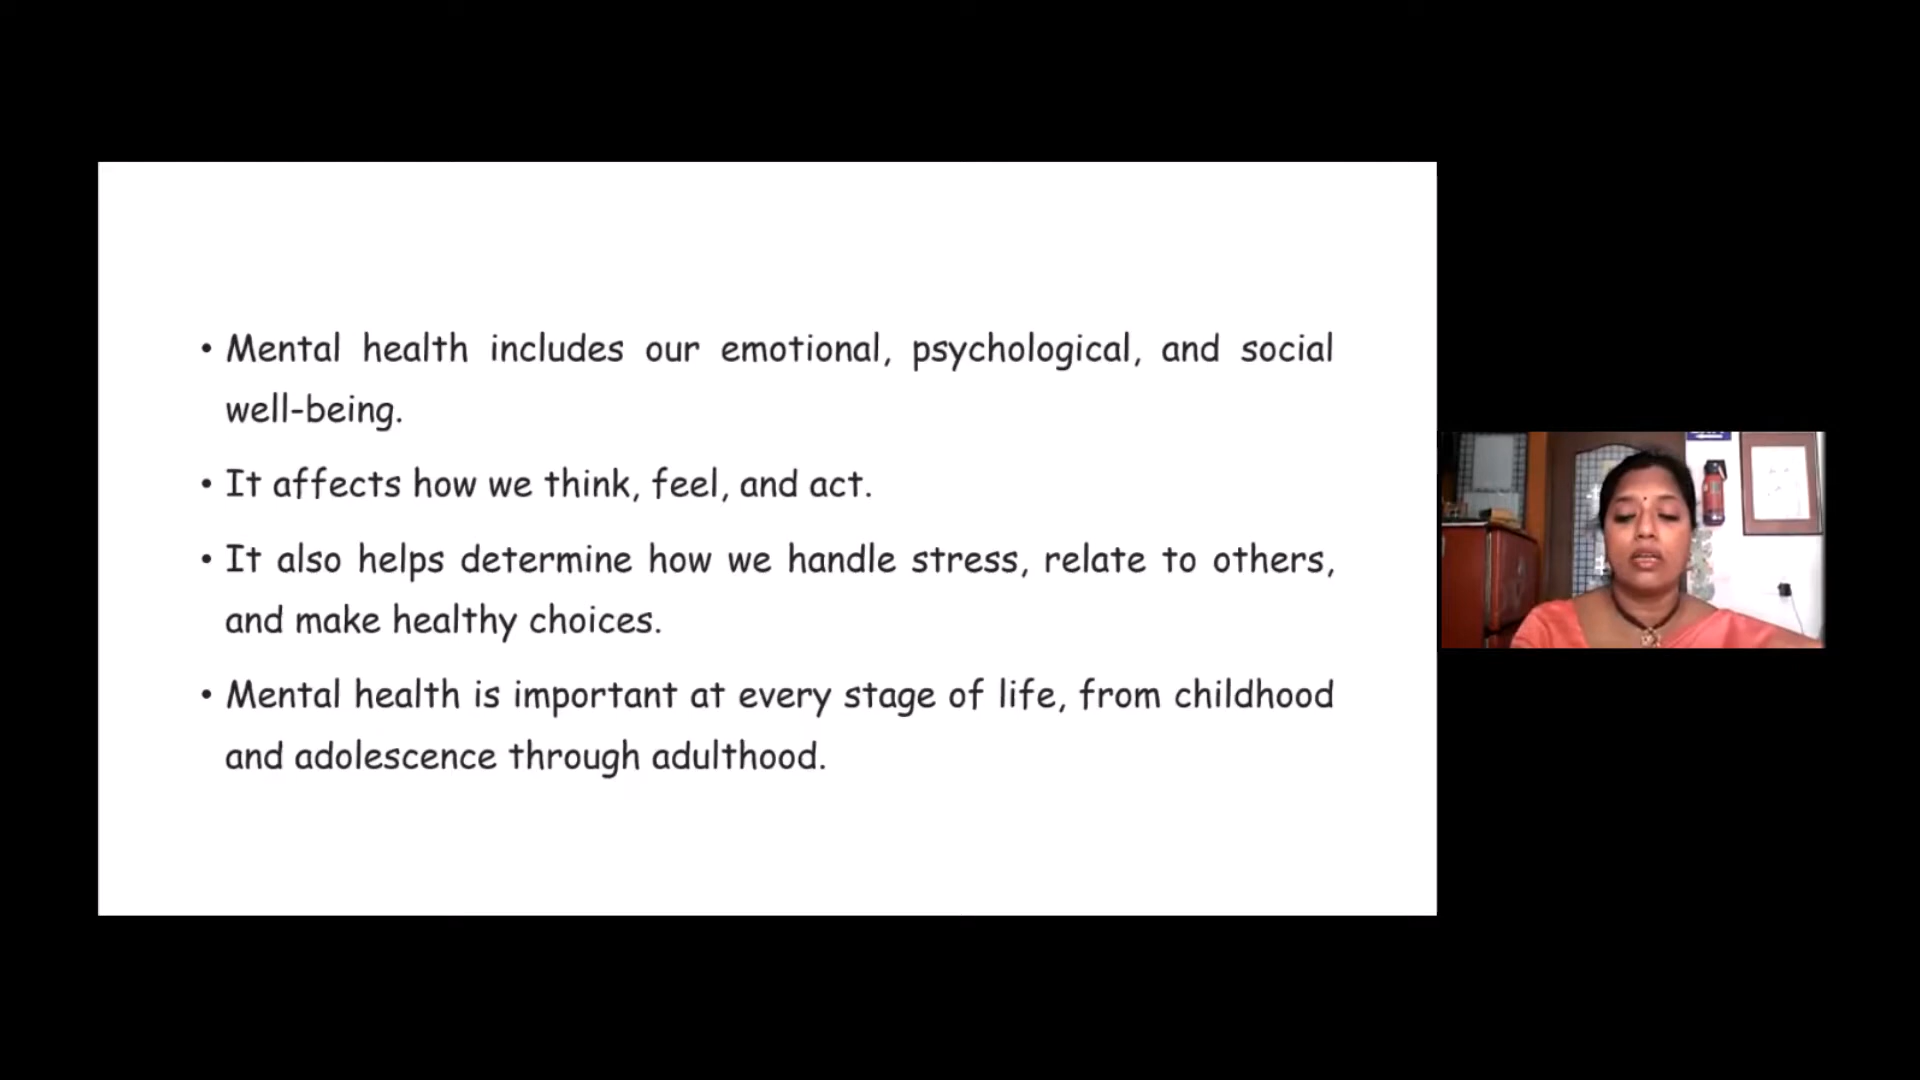 • Mental health includes our emotional, psychological, and social
well-being.
• It affects how we think, feel, and act.
• It also helps determine how we handle stress, relate to others,
and make healthy choices.
• Mental health is important at every stage of life, from childhood
and adolescence through adulthood.